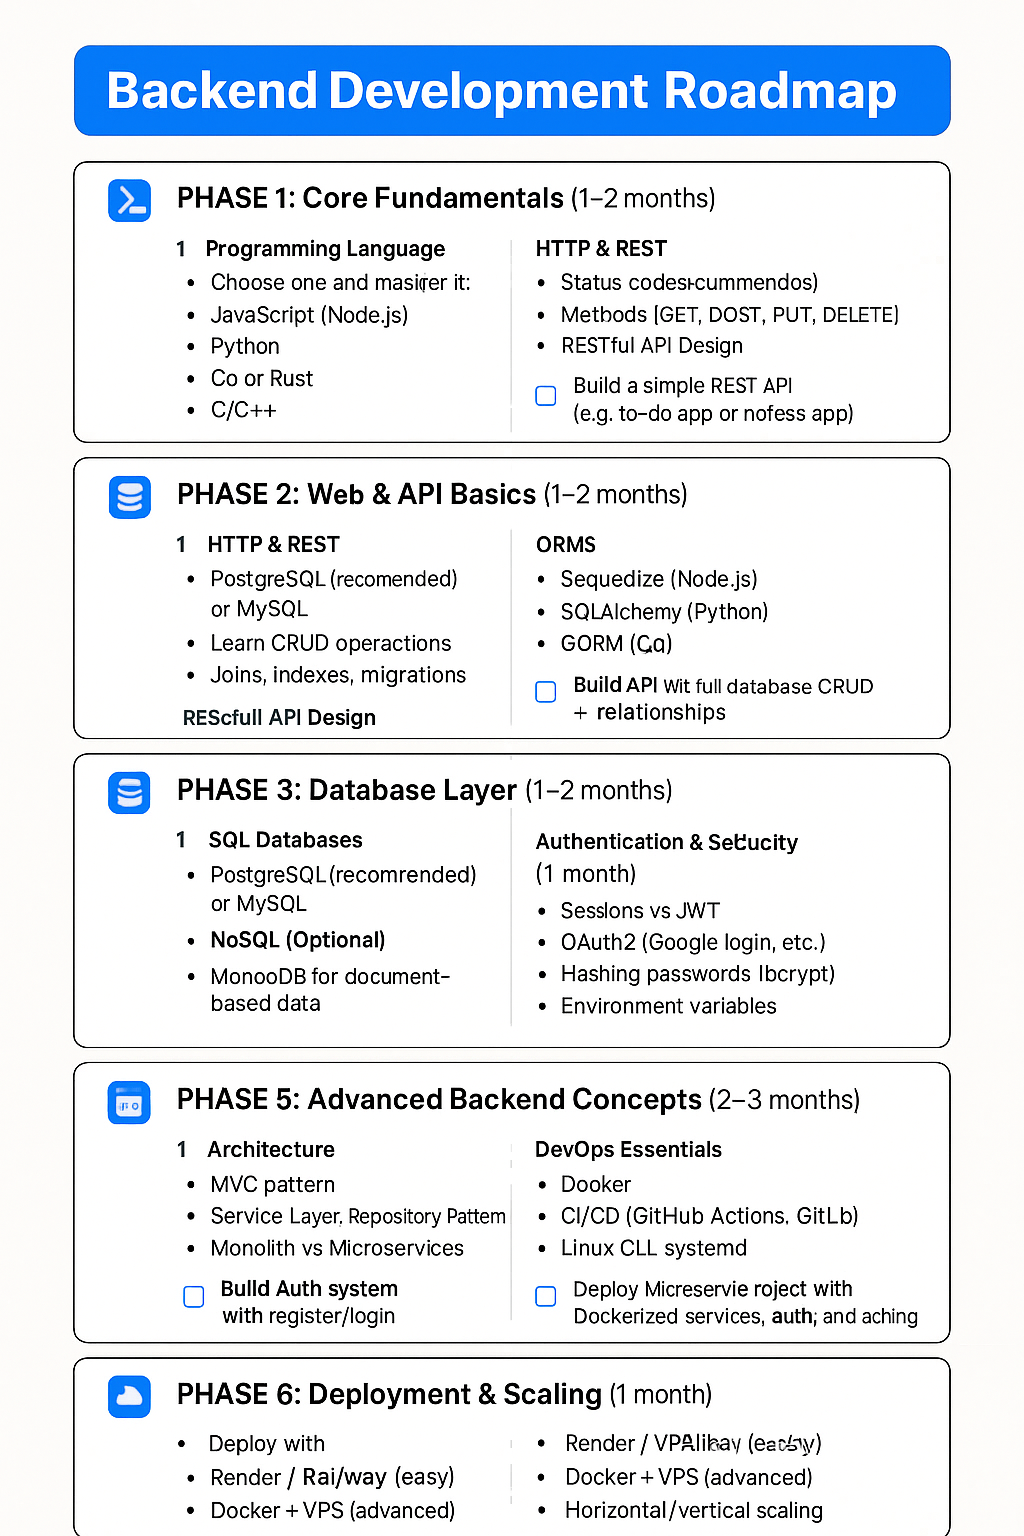 Backend Development Roadmap
PHASE 1: Core Fundamentals (1–2 months)
1 Programming Language
• Choose one and it:
• JavaScript (Node.js)
• Python
• Co or Rust
• C/C++
HTTP & REST
• Status codes cummendos)
• Metbods [GET, DOST, PUT, DELETE)
• RESTful API Design
Build a simple REST API
(e.g. to-do app or nofess app)
PHASE 2: Web & API Basics (1–2 months)
1 HTTP & REST
• PostgreSQL (recomended)
or MySQL
• Learn CRUD operactions
• Joins, indexes, migrations
REScfull API Design
ORMS
• Sequedize (Node.js)
• SQLAlchemy (Python)
• GORM
Build API Wit full database CRUD
+ relationships
PHASE 3: Database Layer (1–2 months)
1 SQL Databases
• PostgreSQL (recomrended)
or MySQL
• NoSQL (Optional)
• MonooDB for document-
based data
Authentication &
(1 month)
• Sesslons vs JWT
• OAuth2 (Google login, etc.)
• Hashing passwords lbcrypt)
• Environment variables
PHASE 5: Advanced Backend Concepts (2–3 months)
1 Architecture
• MVC pattern
• Service Layer. Repository Pattem
• Monolith vs Microservices
Build Auth system
with register/login
DevOps Essentials
• Dooker
• CI/CD (GitHub Actions. GitLb)
• Linux CLL systemd
Deploy Micreservie roject with
Dockerized services, auth; and aching
PHASE 6: Deployment & Scaling (1 month)
• Deploy with
• Render / Rai/way (easy)
• Docker + VPS (advanced)
• Render /
• Docker + VPS (advanced)
• Horizontal/vertical scaling